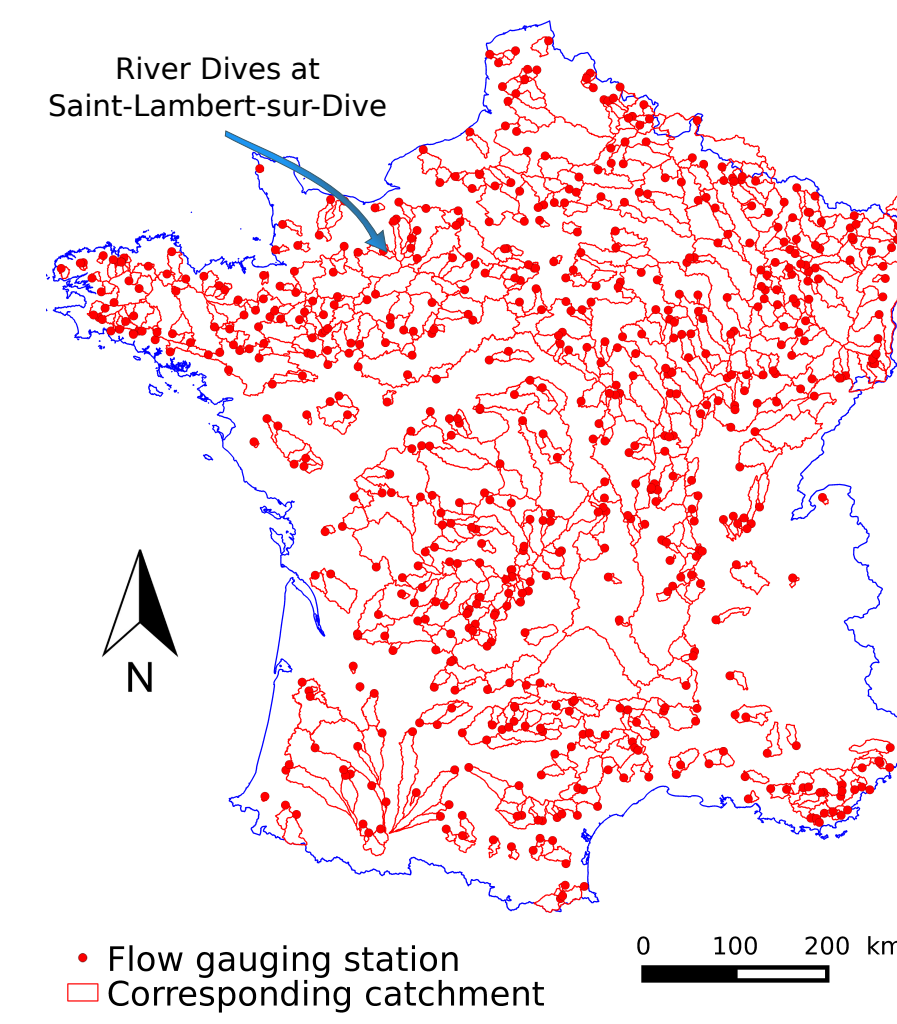 River Dives at
Saint-Lambert-sur-Dive
N
0 100 200 km
Flow gauging station
Corresponding catchment